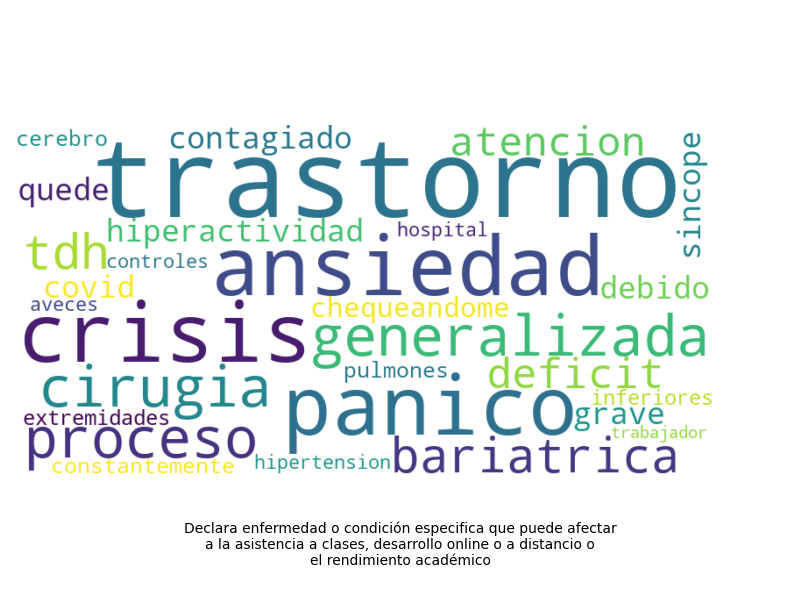 cerebro
contagiado
atencion
sincope
trastorno
quede
hiperactividad
hospital
tdh
controles
ansiedad
covid
debido
aveces
chequeandome
crisis
generalizada
pulmones
deficit
cirugia
panico
inferiores
extremidades
grave
proceso
trabajador
constantemente
hipertension
bariatrica
Declara enfermedad o condición especifica que puede afectar
a la asistencia a clases, desarrollo online o a distancio o
el rendimiento académico